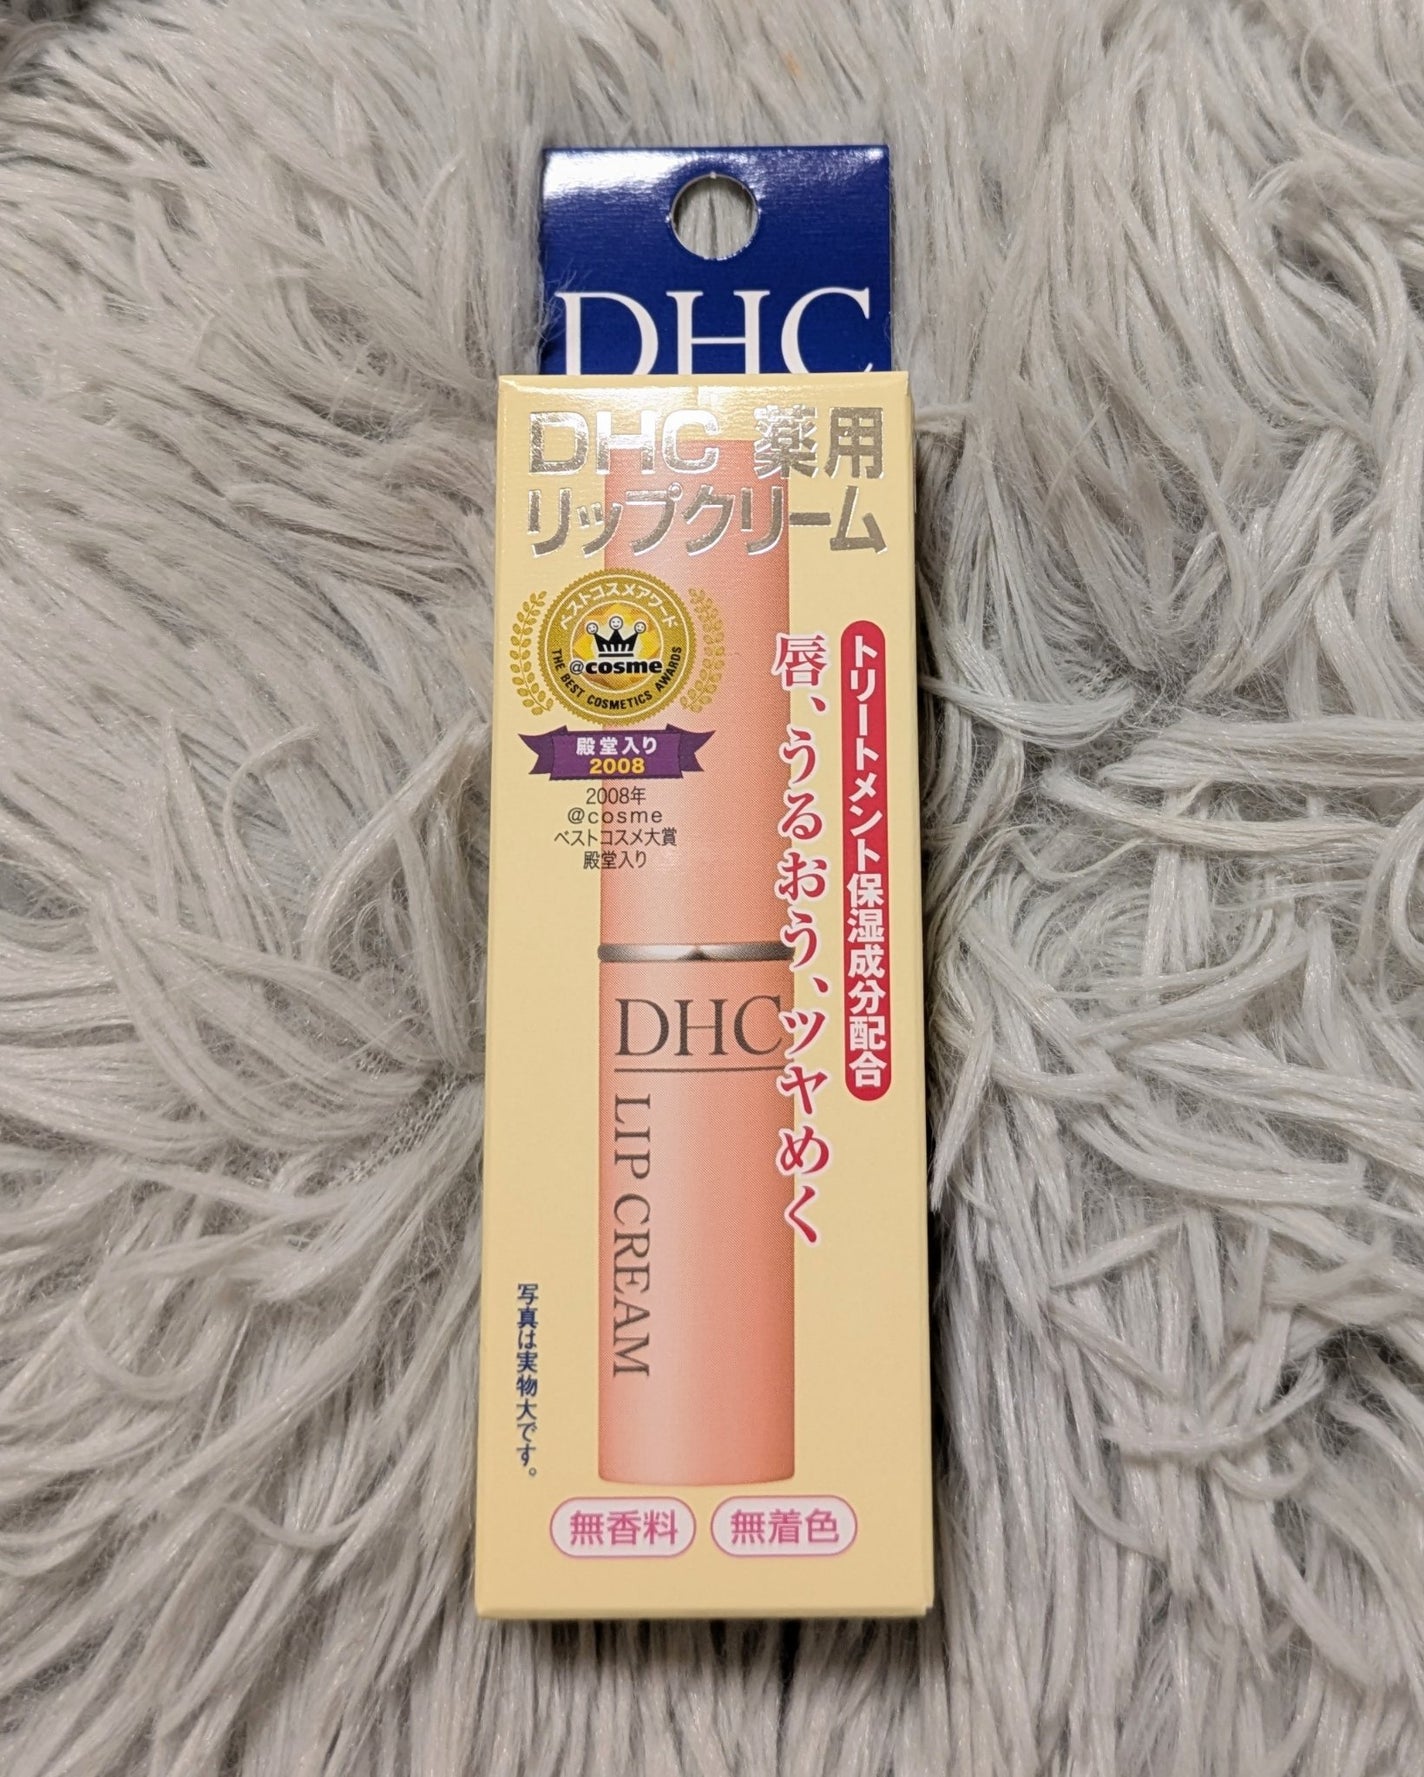 DHC
DHC 薬用
リップクリーム
ベストコスメアワード
@cosme
THE BEST COSMETICS AWARDS
殿堂入り
2008
2008年
@cosme
ベストコスメ大賞
殿堂入り
トリートメント保湿成分配合
唇、うるおう、ツヤめく
DHC
LIP CREAM
写真は実物大です。
無香料
無着色